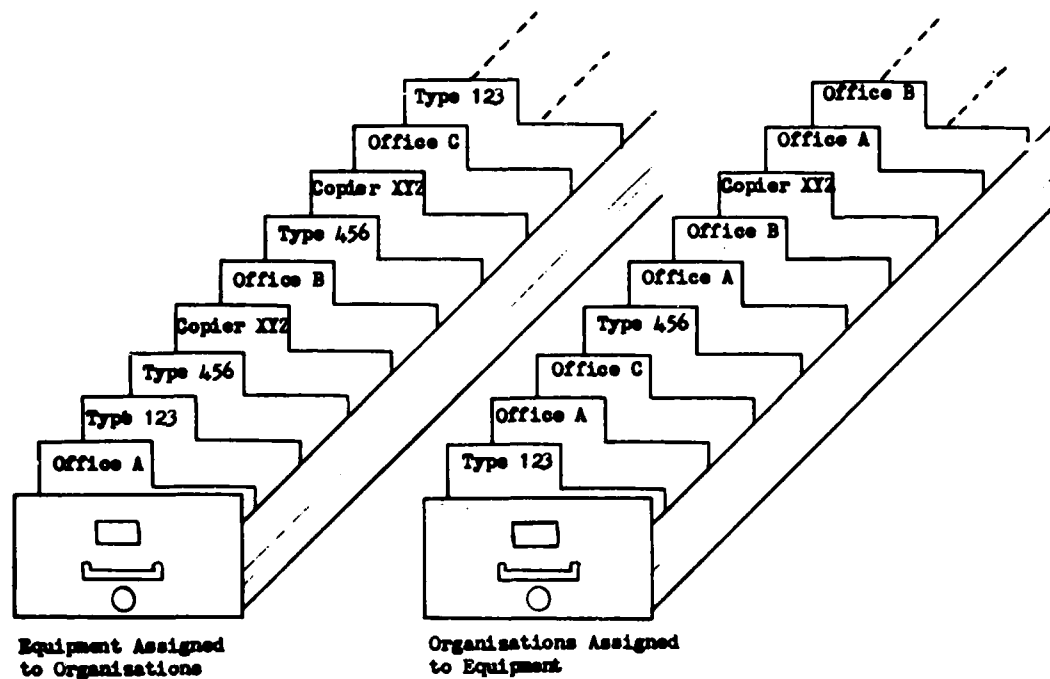 Type 123
Office C
Copier XYZ
Type 456
Office B
Copier XYZ
Type 456
Type 123
Office A
Equipment Assigned
to Organizations
Office B
Office A
Copier XYZ
Office B
Office A
Type 456
Office C
Office A
Type 123
Organizations Assigned
to Equipment